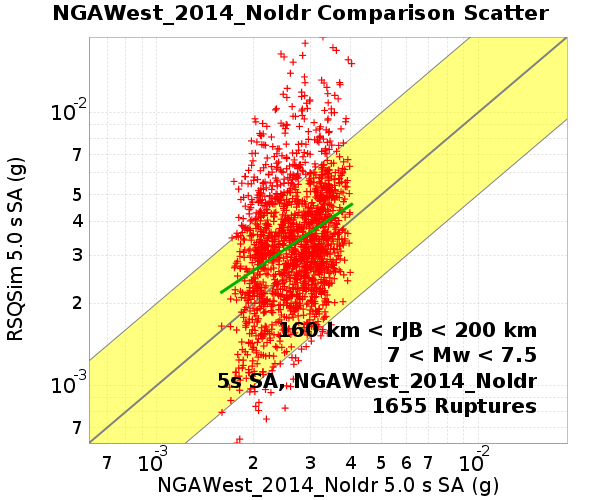 NGAWest_2014_NoIdr Comparison Scatter
RSQSim 5.0 s SA (g)
10-2
7
5
4
3
2
10-3
7
160 km < rJB < 200 km
7 < Mw < 7.5
5s SA, NGAWest_2014_NoIdr
1655 Ruptures
7 10-3 2 3 4 5 6 7 10-2
NGAWest_2014_NoIdr 5.0 s SA (g)